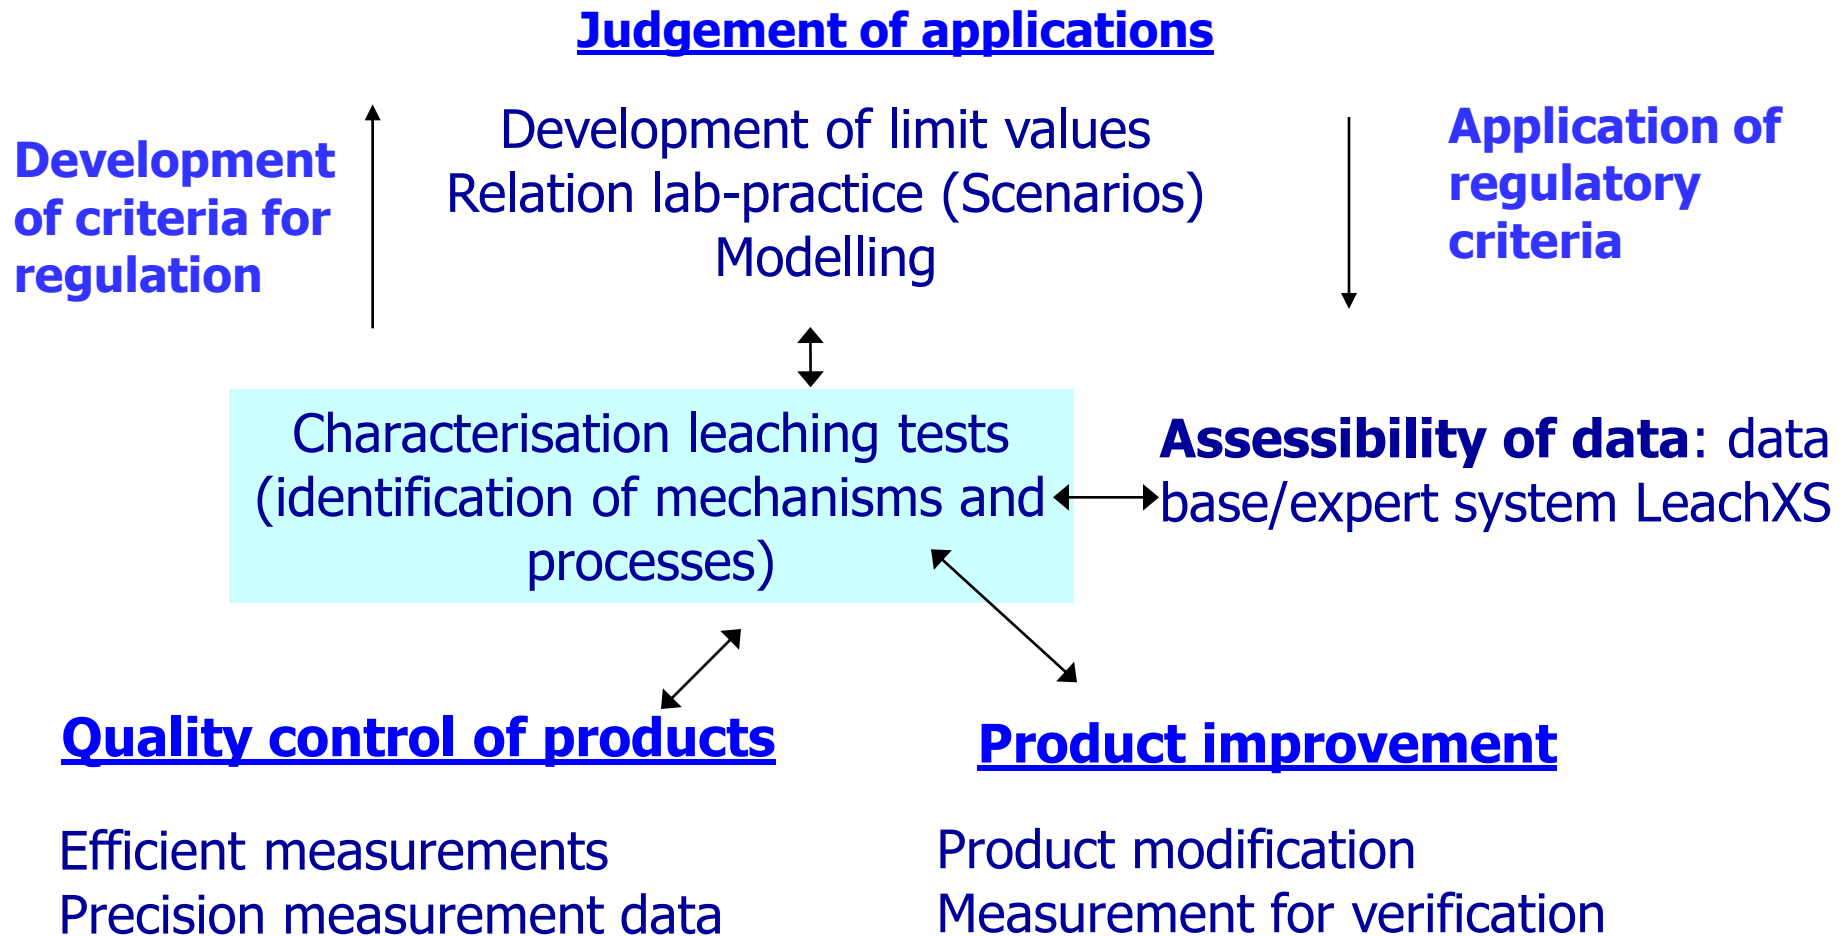 Judgement of applications
Development
of criteria for
regulation
Development of limit values
Relation lab-practice (Scenarios)
Modelling
Application of
regulatory
criteria
Characterisation leaching tests
(identification of mechanisms and
processes)
Assessibility of data: data
base/expert system LeachXS
Quality control of products
Efficient measurements
Precision measurement data
Product improvement
Product modification
Measurement for verification